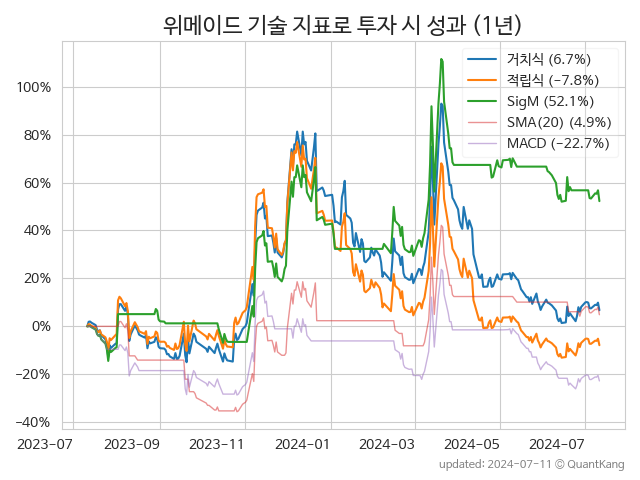 위메이드 기술 지표로 투자 시 성과 (1년)
거치식 (6.7%)
적립식 (−7.8%)
SigM (52.1%)
SMA(20) (4.9%)
MACD (−22.7%)
100%
80%
60%
40%
20%
0%
−20%
−40%
2023-07 2023-09 2023-11 2024-01 2024-03 2024-05 2024-07
updated: 2024-07-11 © QuantKang